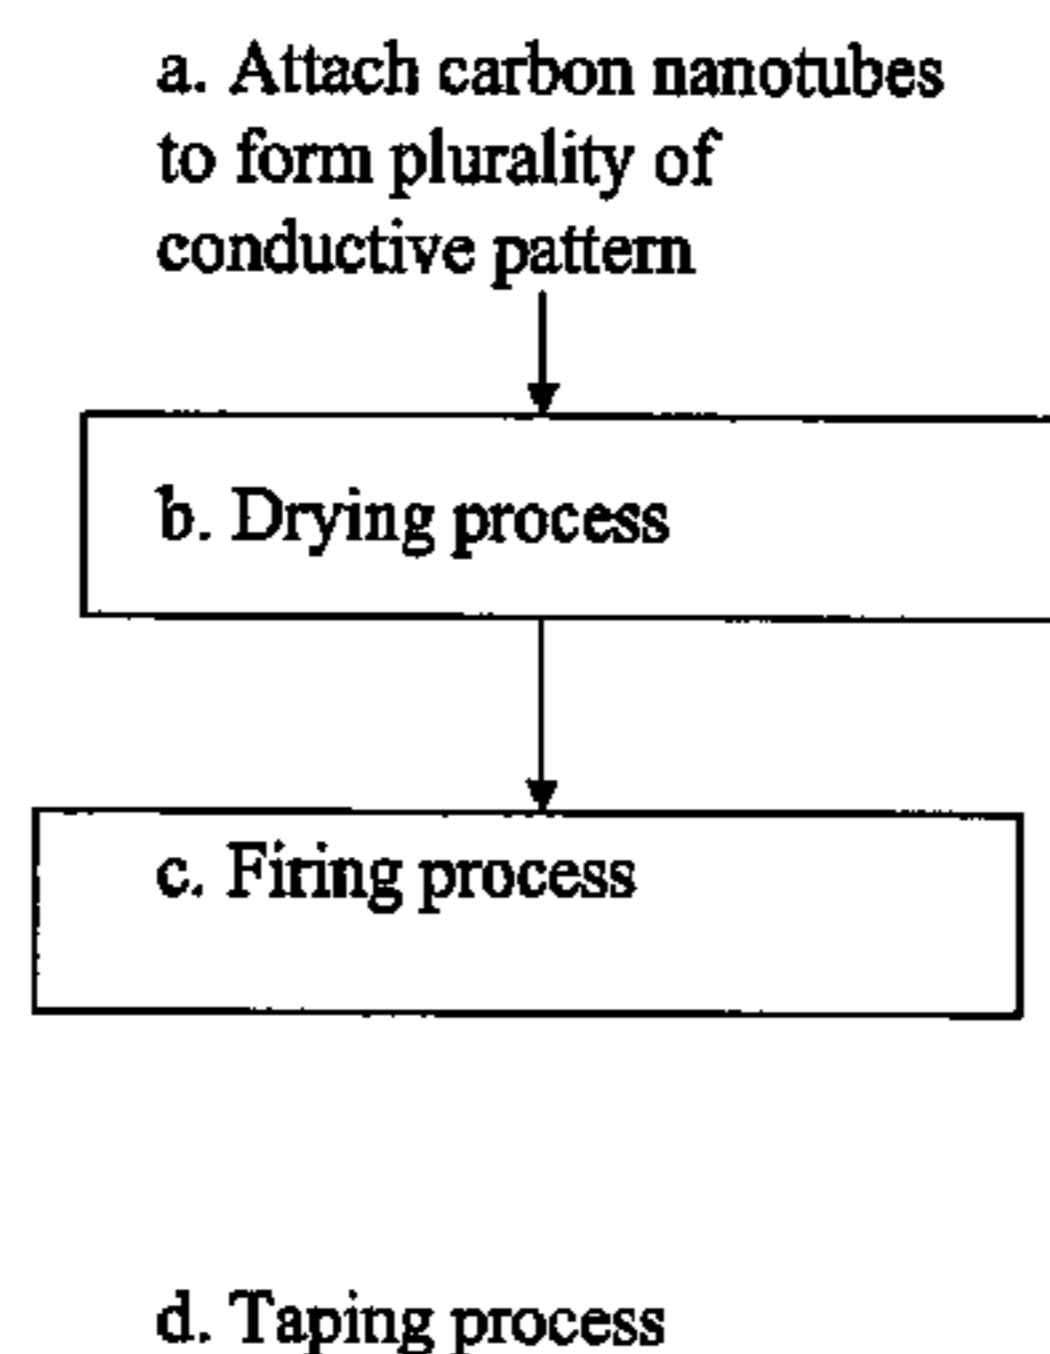 a. Attach carbon nanotubes
to form plurality of
conductive pattern
b. Drying process
c. Firing process
d. Taping process